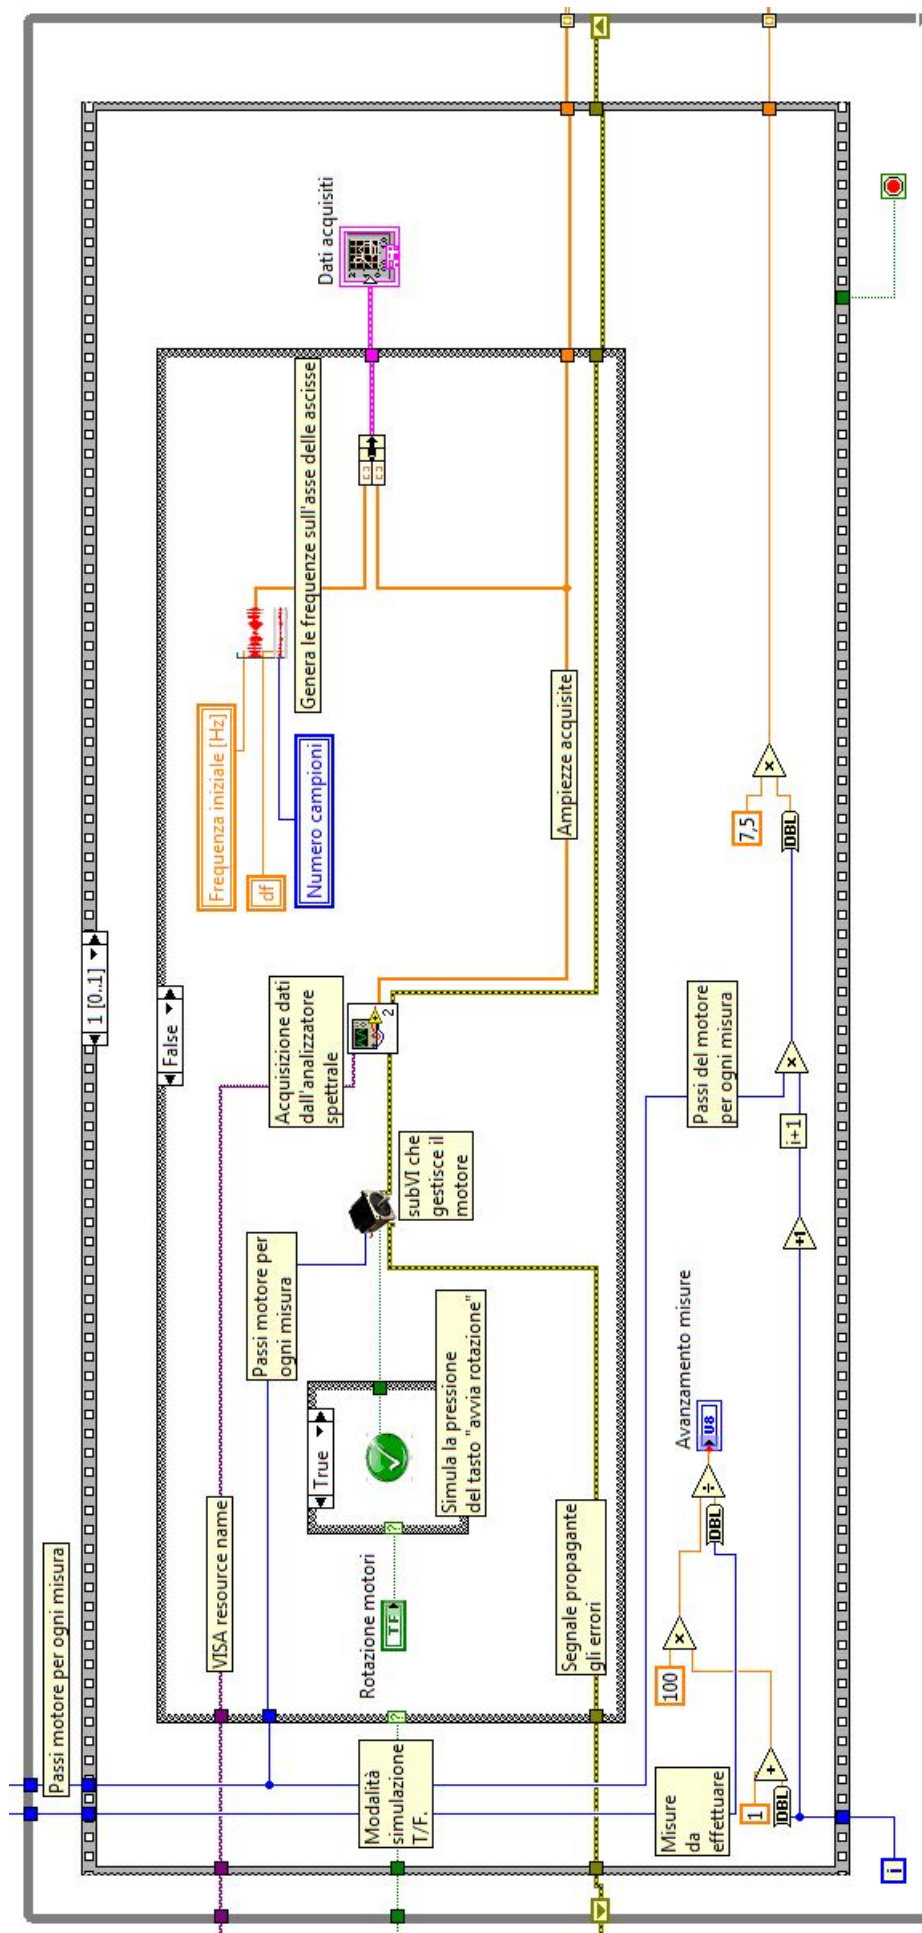 Passi motore per ogni misura
1 [0..1]
False
VISA resource name
Passi motore per
ogni misura
Acquisizione dati
dall'analizzatore
spettrale
2
Frequenza iniziale [Hz]
df
Numero campioni
Genera le frequenze sull'asse delle ascisse
Dati acquisiti
Rotazione motori
TF
True
Simula la pressione
del tasto "avvia rotazione"
subVI che
gestisce il
motore
Modalità
simulazione
T/F.
Segnale propagante
gli errori
Ampiezze acquisite
Misure
da
effettuare
100
×
DBL
÷
Avanzamento misure
U8
Passi del motore
per ogni misura
1
DBL
+
+1
i+1
×
7,5
DBL
×
i